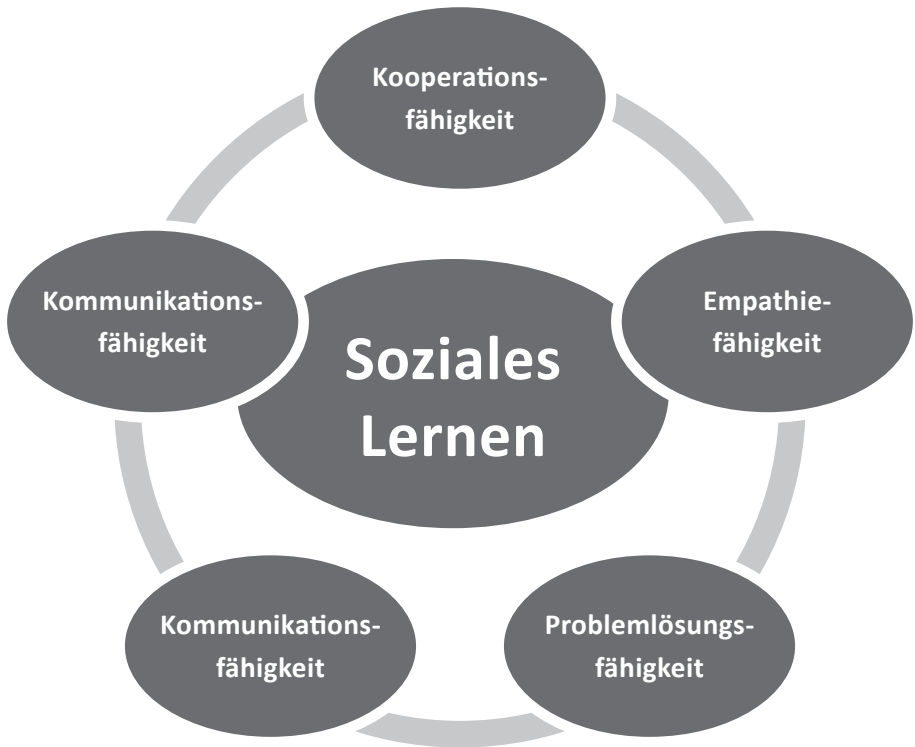 Kooperations-
fähigkeit
Kommunikations-
fähigkeit
Empathie-
fähigkeit
Soziales
Lernen
Kommunikations-
fähigkeit
Problemlösungs-
fähigkeit